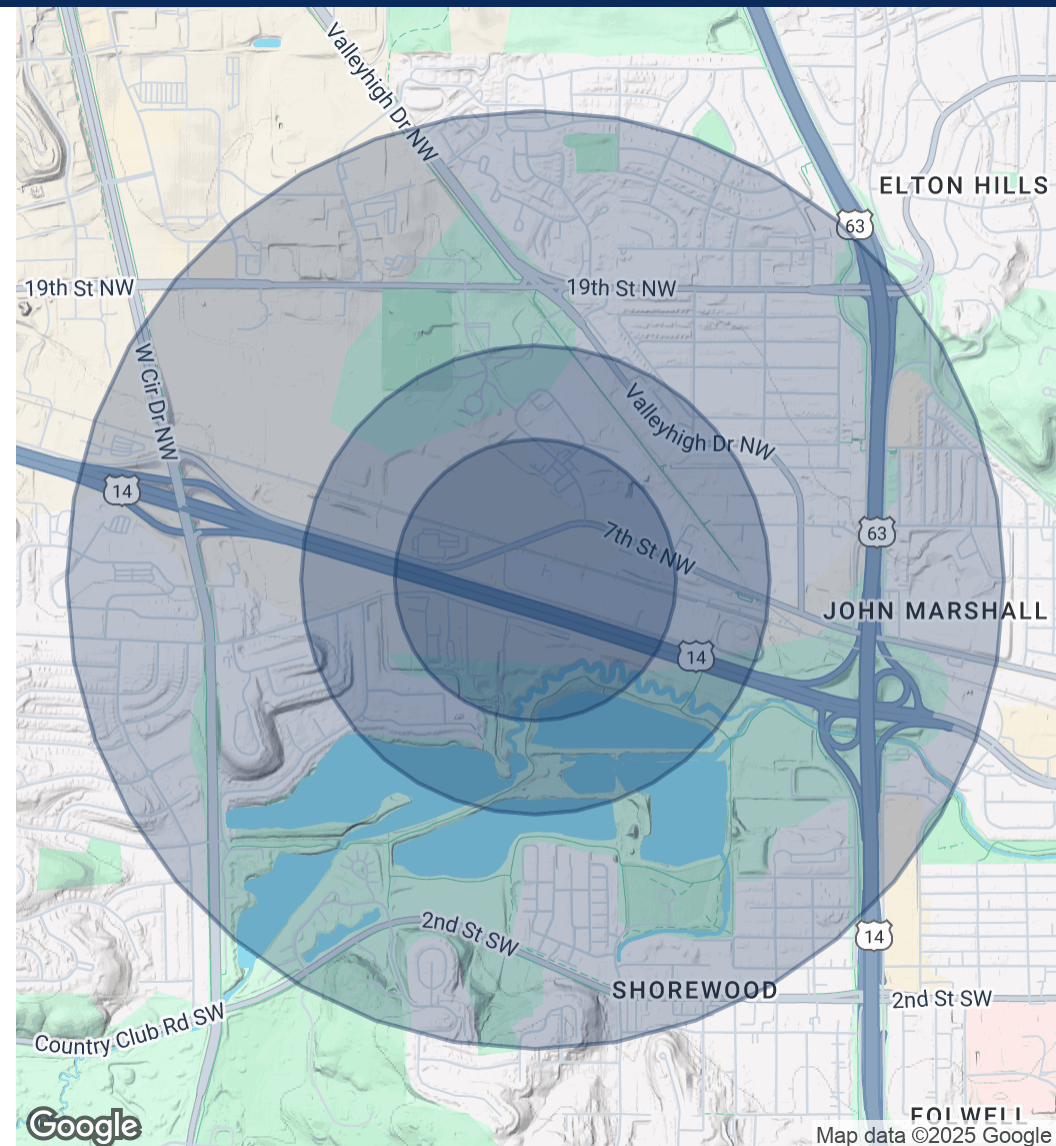 Valleyhigh Dr NW
ELTON HILLS
63
19th St NW
19th St NW
W Cir Dr NW
Valleyhigh Dr NW
14
63
7th St NW
JOHN MARSHALL
14
2nd St SW
14
SHOREWOOD
2nd St SW
Country Club Rd SW
FOLWELL
Google
Map data ©2025 Google